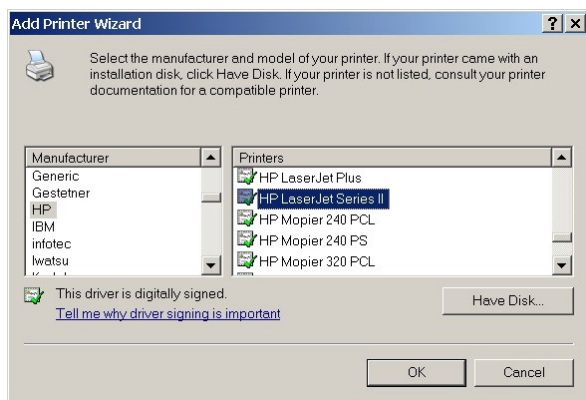 Add Printer Wizard
Select the manufacturer and model of your printer. If your printer came with an
installation disk, click Have Disk. If your printer is not listed, consult your printer
documentation for a compatible printer.
Manufacturer
Generic
Gestetner
HP
IBM
infotec
Iwatsu
Printers
HP LaserJet Plus
HP LaserJet Series II
HP Mopier 240 PCL
HP Mopier 240 PS
HP Mopier 320 PCL
This driver is digitally signed.
Tell me why driver signing is important
Have Disk...
OK
Cancel